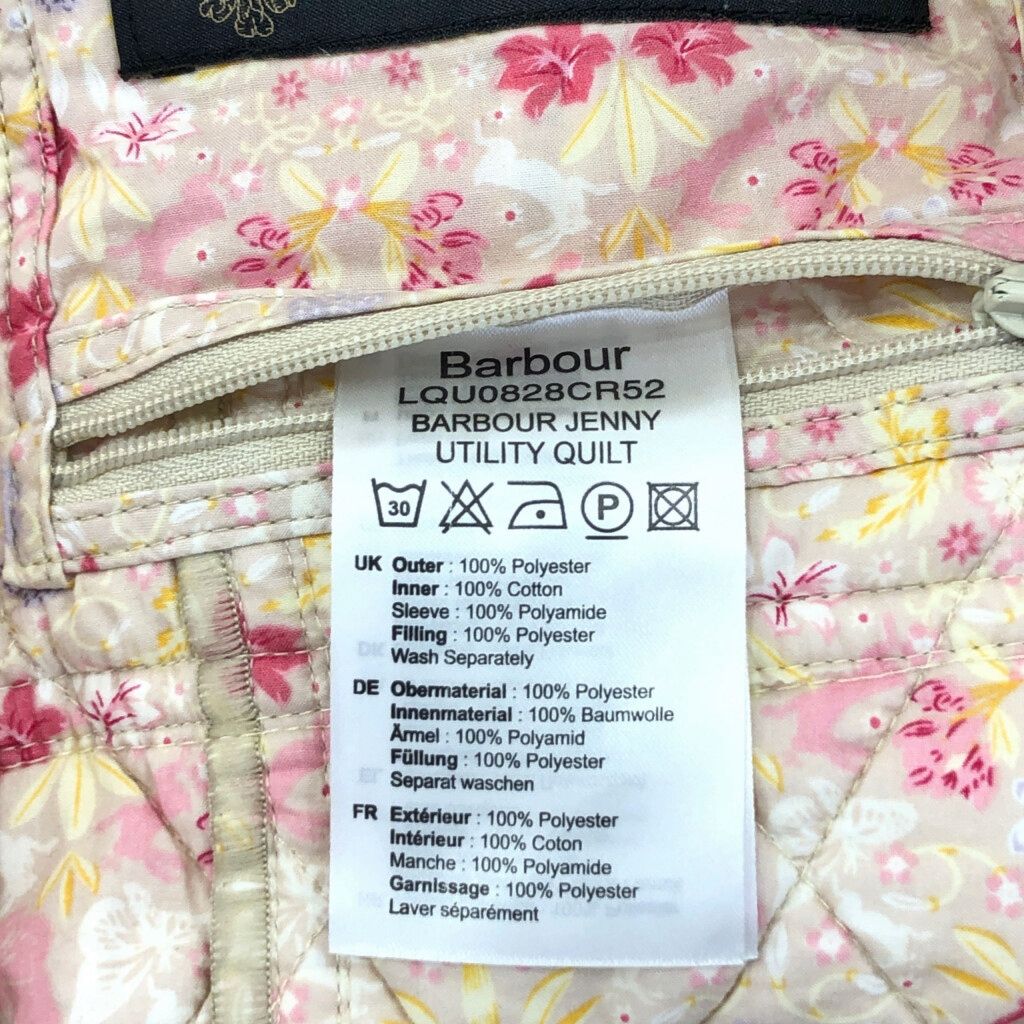 Barbour
LQU0828CR52
BARBOUR JENNY
UTILITY QUILT
30 P
UK Outer : 100% Polyester
Inner : 100% Cotton
Sleeve : 100% Polyamide
Filling : 100% Polyester
Wash Separately
DE Obermaterial : 100% Polyester
Innenmaterial : 100% Baumwolle
Ärmel : 100% Polyamid
Füllung : 100% Polyester
Separat waschen
FR Extérieur : 100% Polyester
Intérieur : 100% Coton
Manche : 100% Polyamide
Garnissage : 100% Polyester
Laver séparément